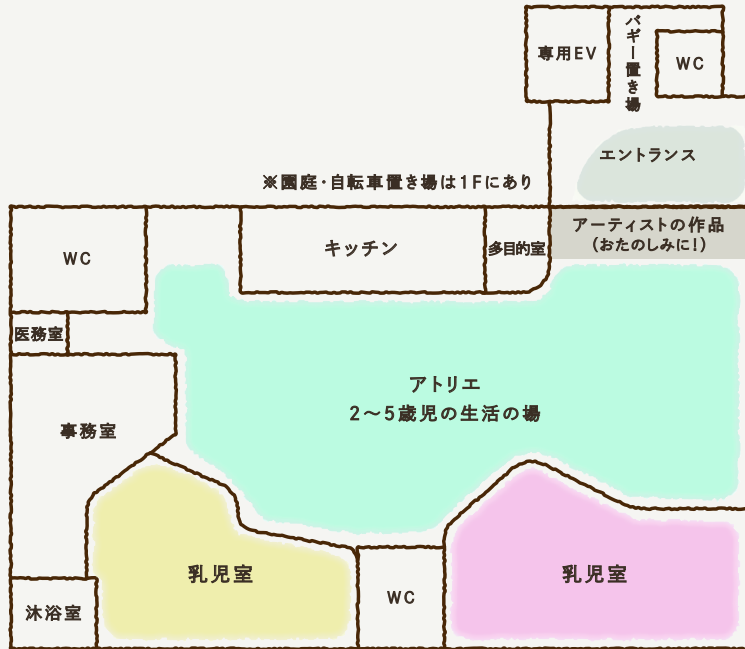 専用EV
バギー置き場
WC
エントランス
※園庭・自転車置き場は1Fにあり
アーティストの作品
(おたのしみに!)
WC
キッチン
多目的室
医務室
アトリエ
2〜5歳児の生活の場
事務室
乳児室
乳児室
WC
沐浴室